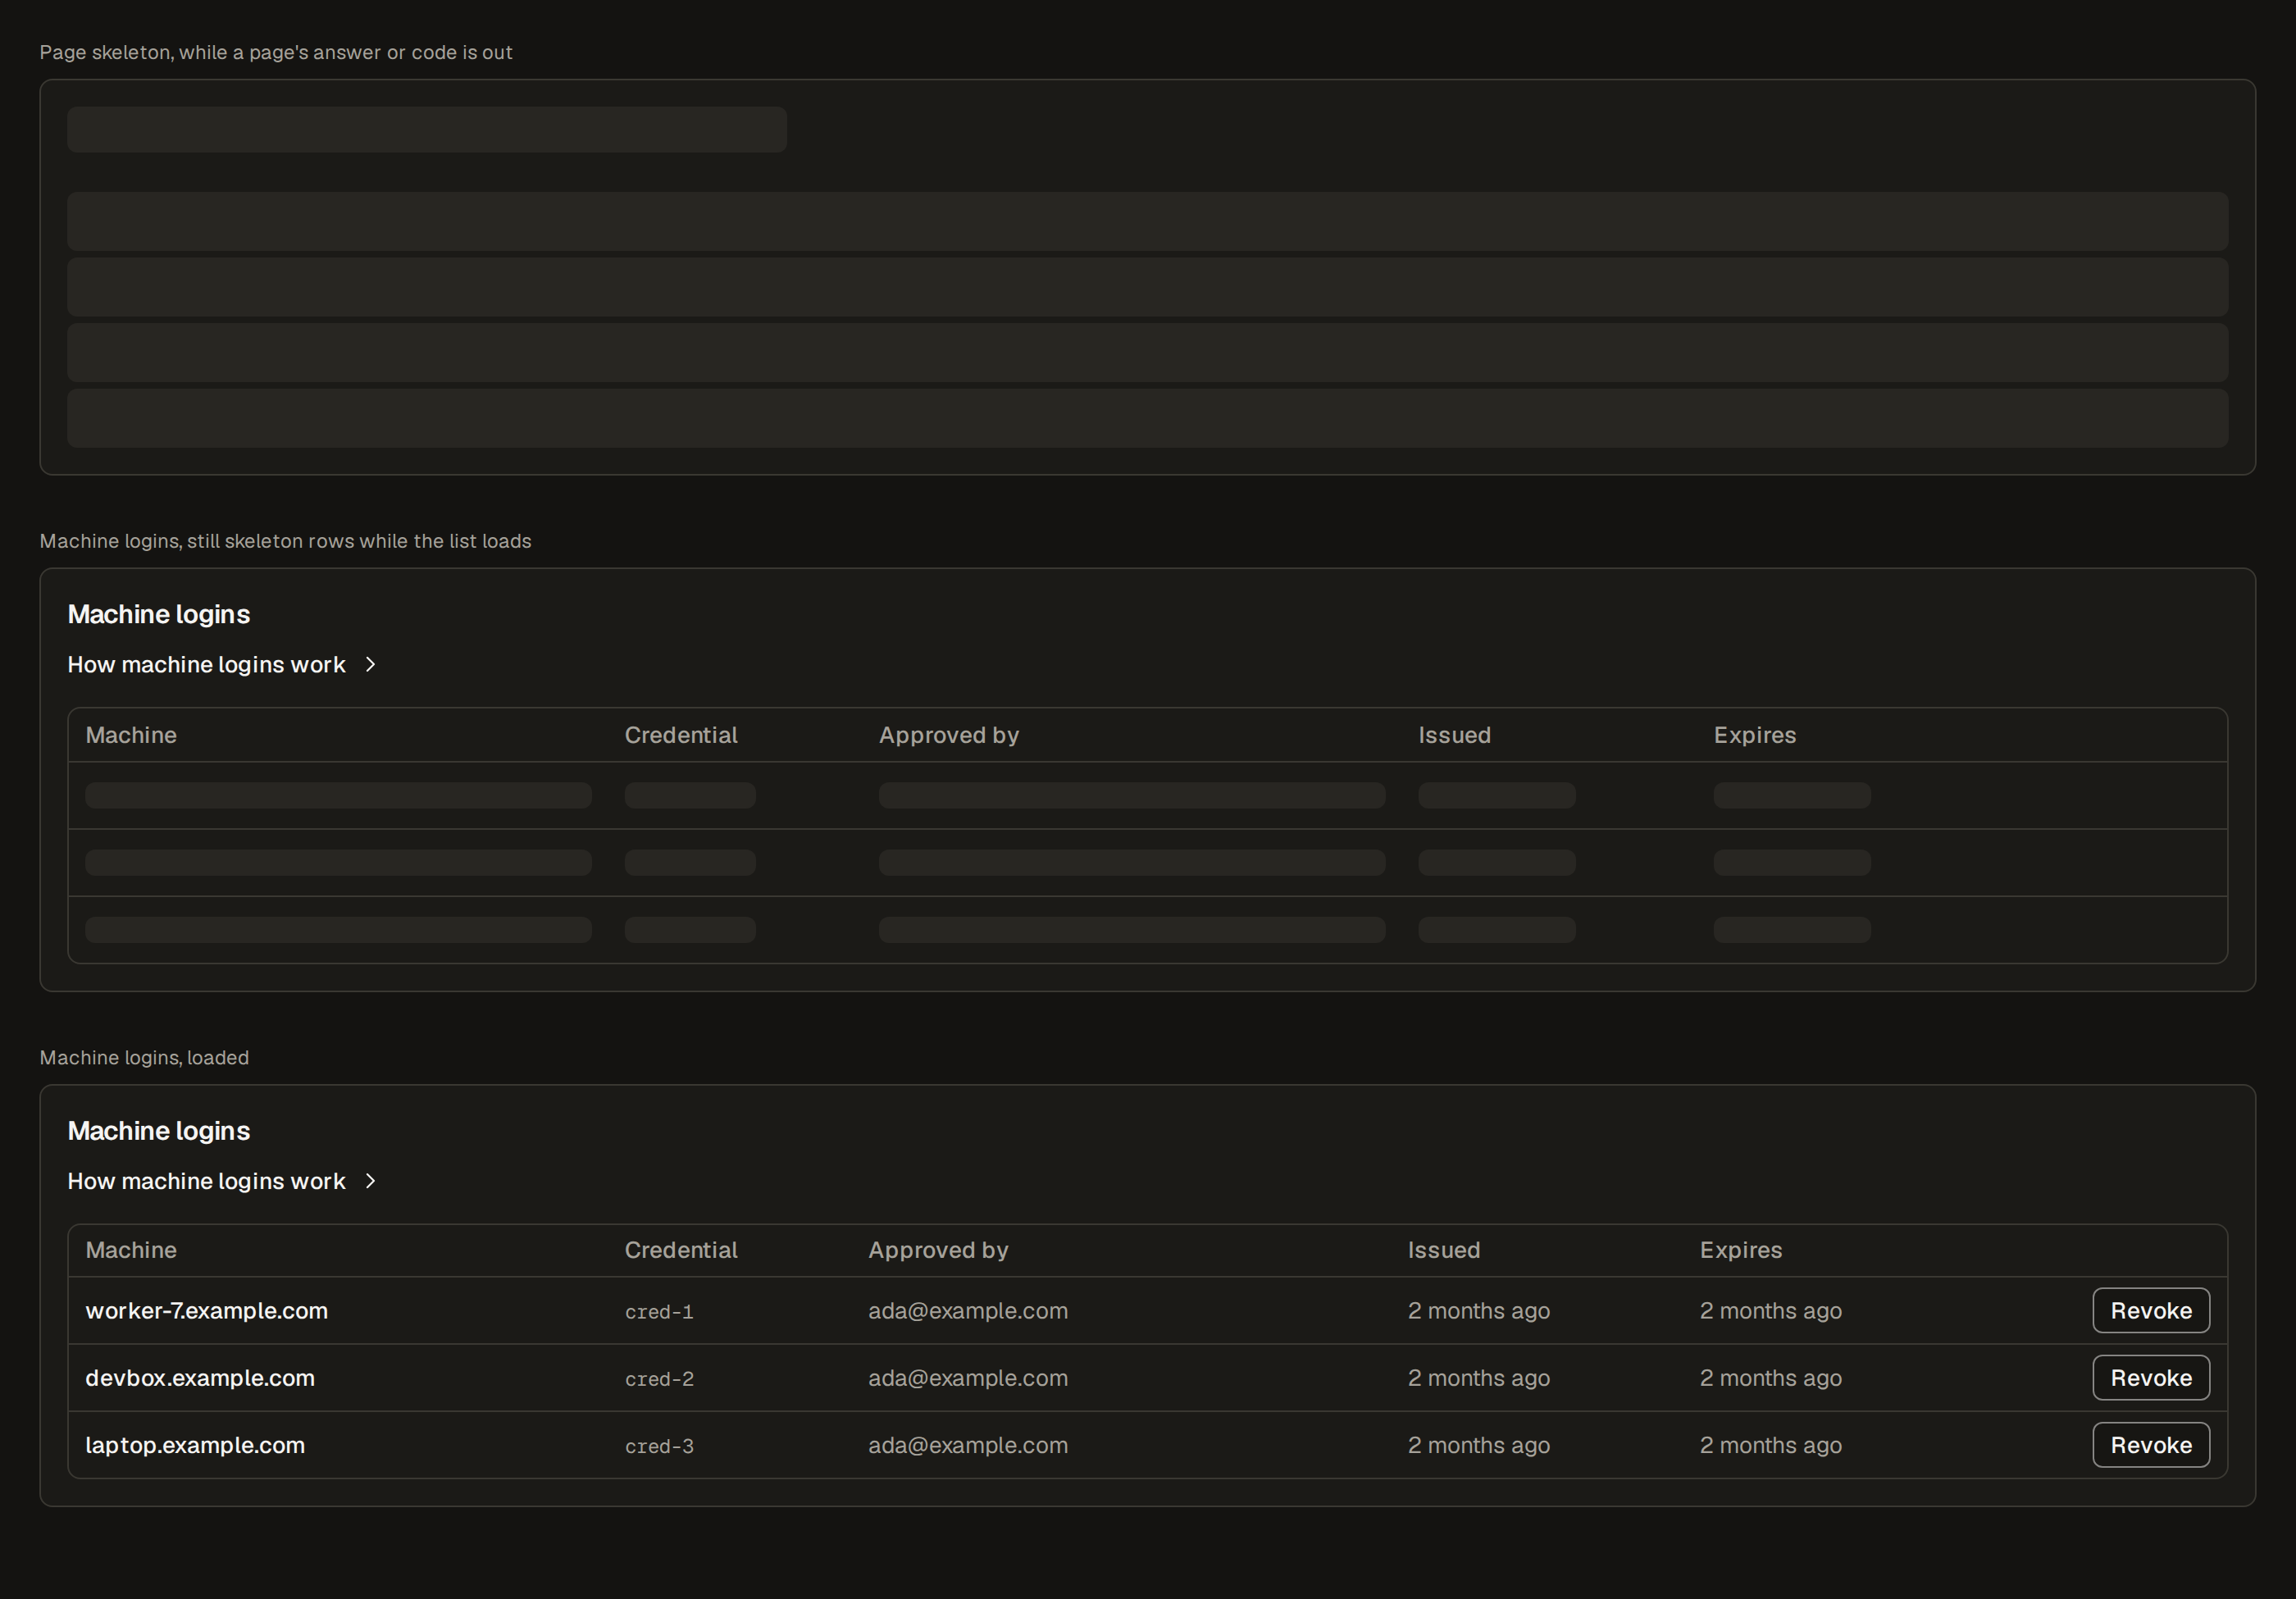 Page skeleton, while a page's answer or code is out
Machine logins, still skeleton rows while the list loads
Machine logins
How machine logins work
Machine Credential Approved by Issued Expires
Machine logins, loaded
Machine logins
How machine logins work
Machine Credential Approved by Issued Expires
worker-7.example.com cred-1 ada@example.com 2 months ago 2 months ago Revoke
devbox.example.com cred-2 ada@example.com 2 months ago 2 months ago Revoke
laptop.example.com cred-3 ada@example.com 2 months ago 2 months ago Revoke